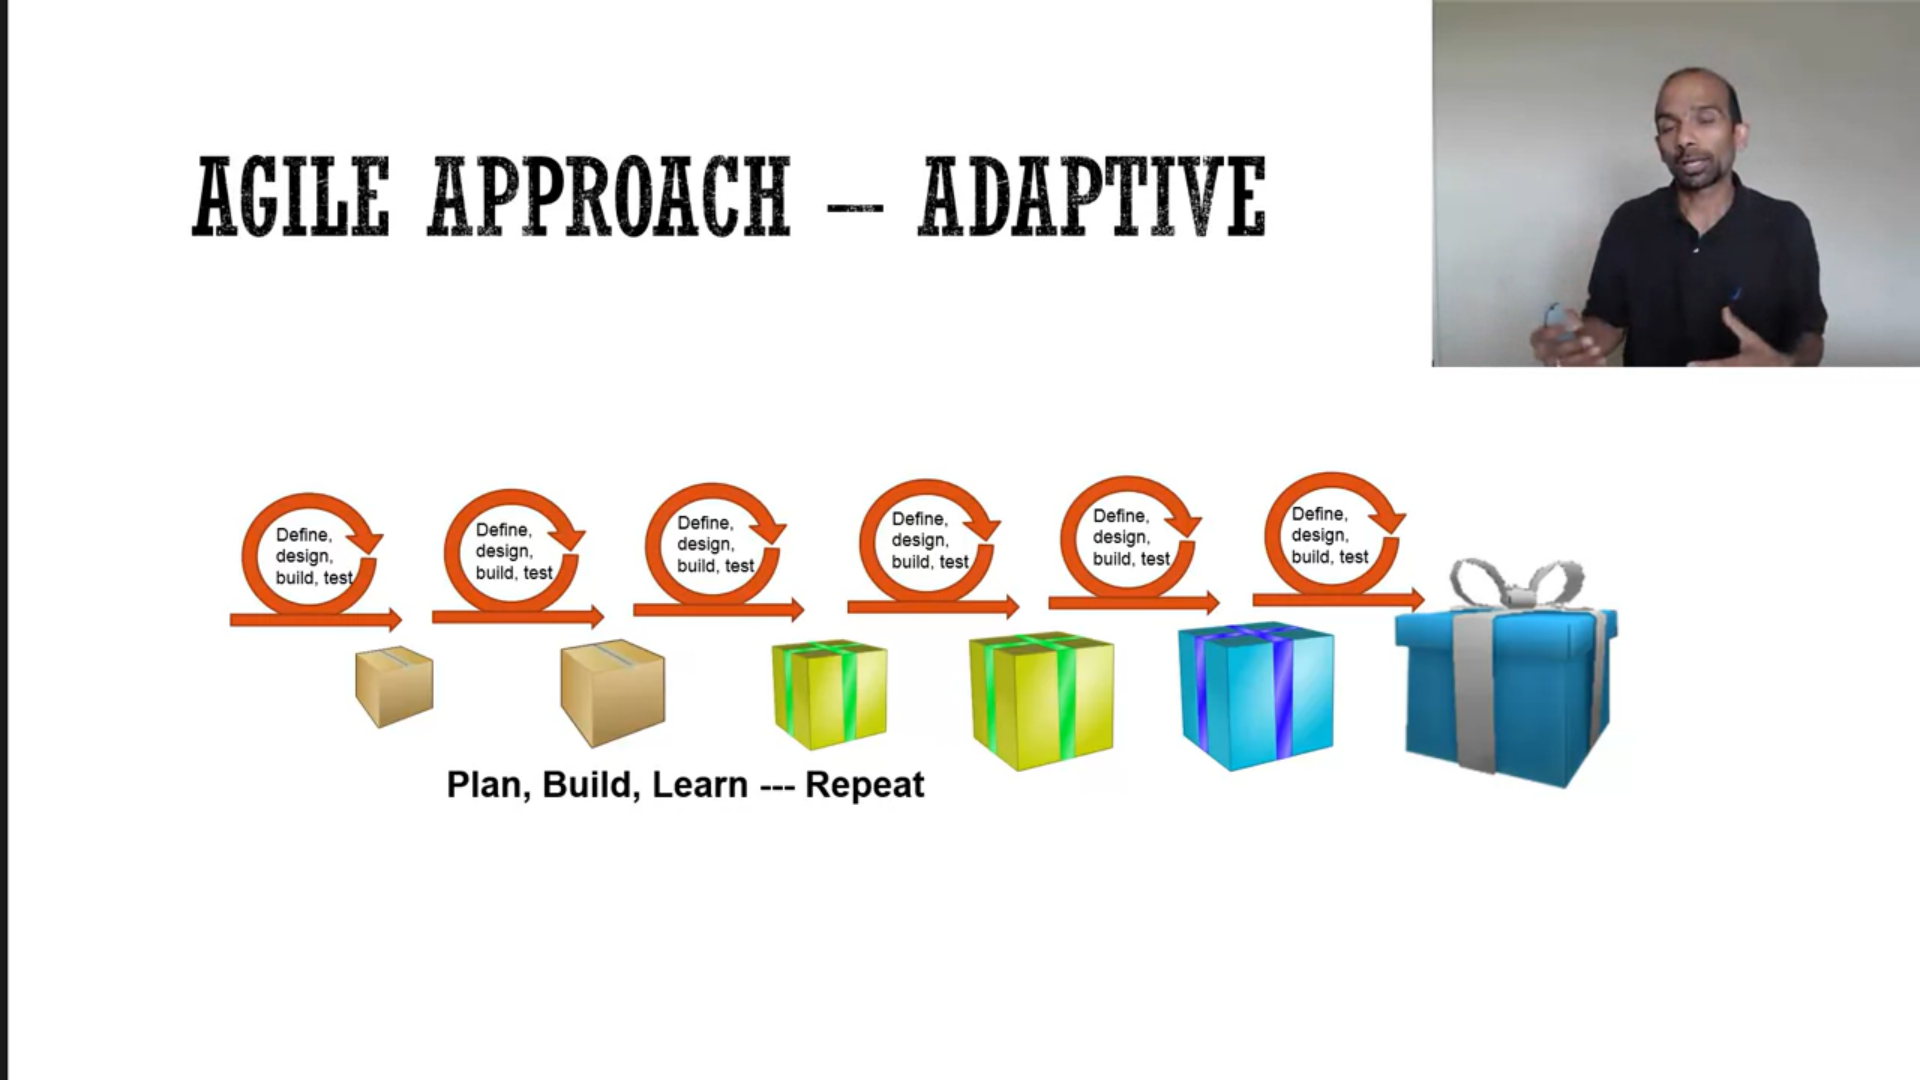 AGILE APPROACH – ADAPTIVE
Define,
design,
build, test
Define,
design,
build, test
Define,
design,
build, test
Define,
design,
build, test
Define,
design,
build, test
Define,
design,
build, test
Plan, Build, Learn --- Repeat